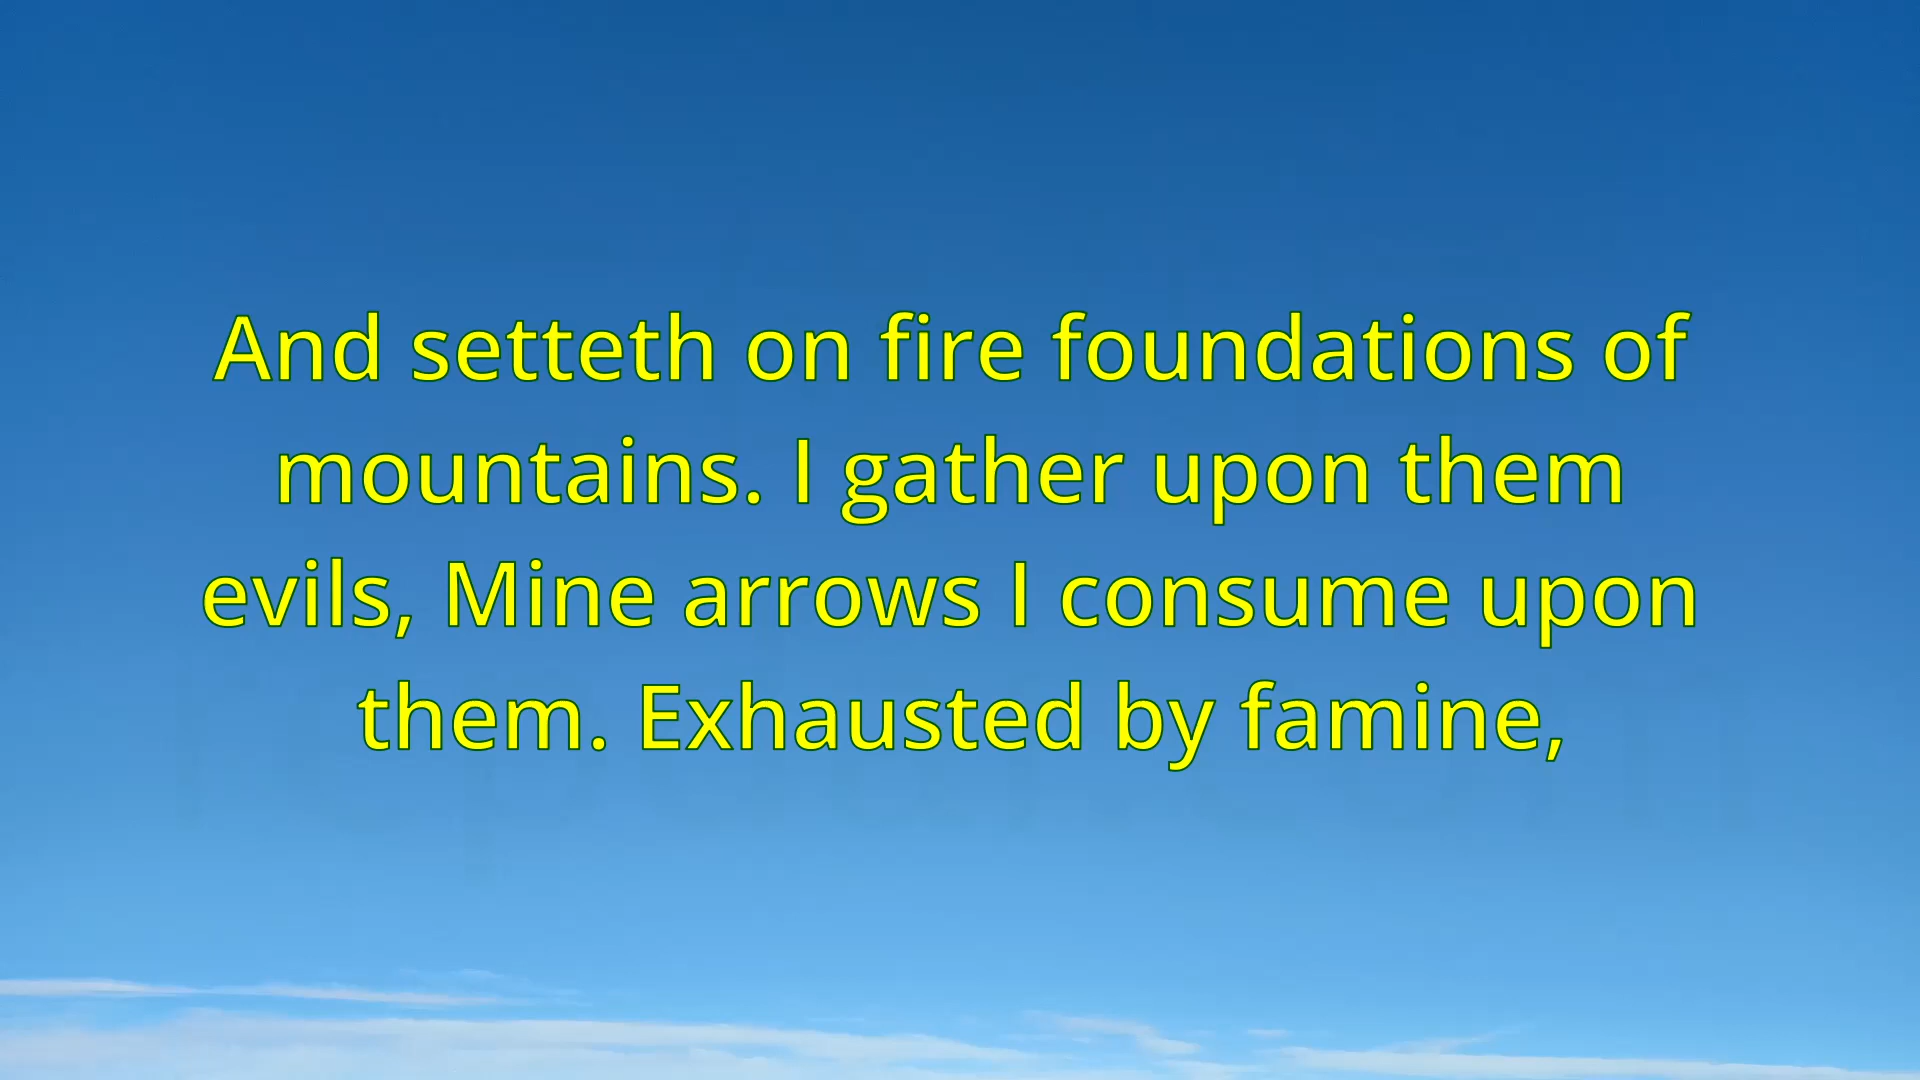 And setteth on fire foundations of
mountains. I gather upon them
evils, Mine arrows I consume upon
them. Exhausted by famine,